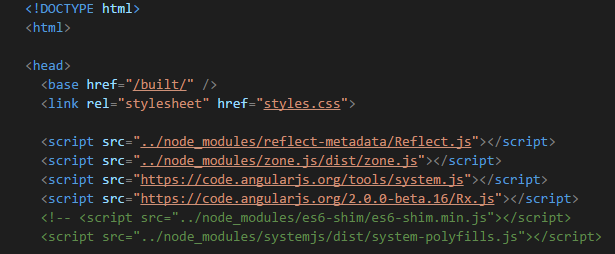 <!DOCTYPE html>
<html>
<head>
<base href="/built/" />
<link rel="stylesheet" href="styles.css">
<script src="../node_modules/reflect-metadata/Reflect.js"></script>
<script src="../node_modules/zone.js/dist/zone.js"></script>
<script src="https://code.angularjs.org/tools/system.js"></script>
<script src="https://code.angularjs.org/2.0.0-beta.16/Rx.js"></script>
<!-- <script src="../node_modules/es6-shim/es6-shim.min.js"></script>
<script src="../node_modules/systemjs/dist/system-polyfills.js"></script>